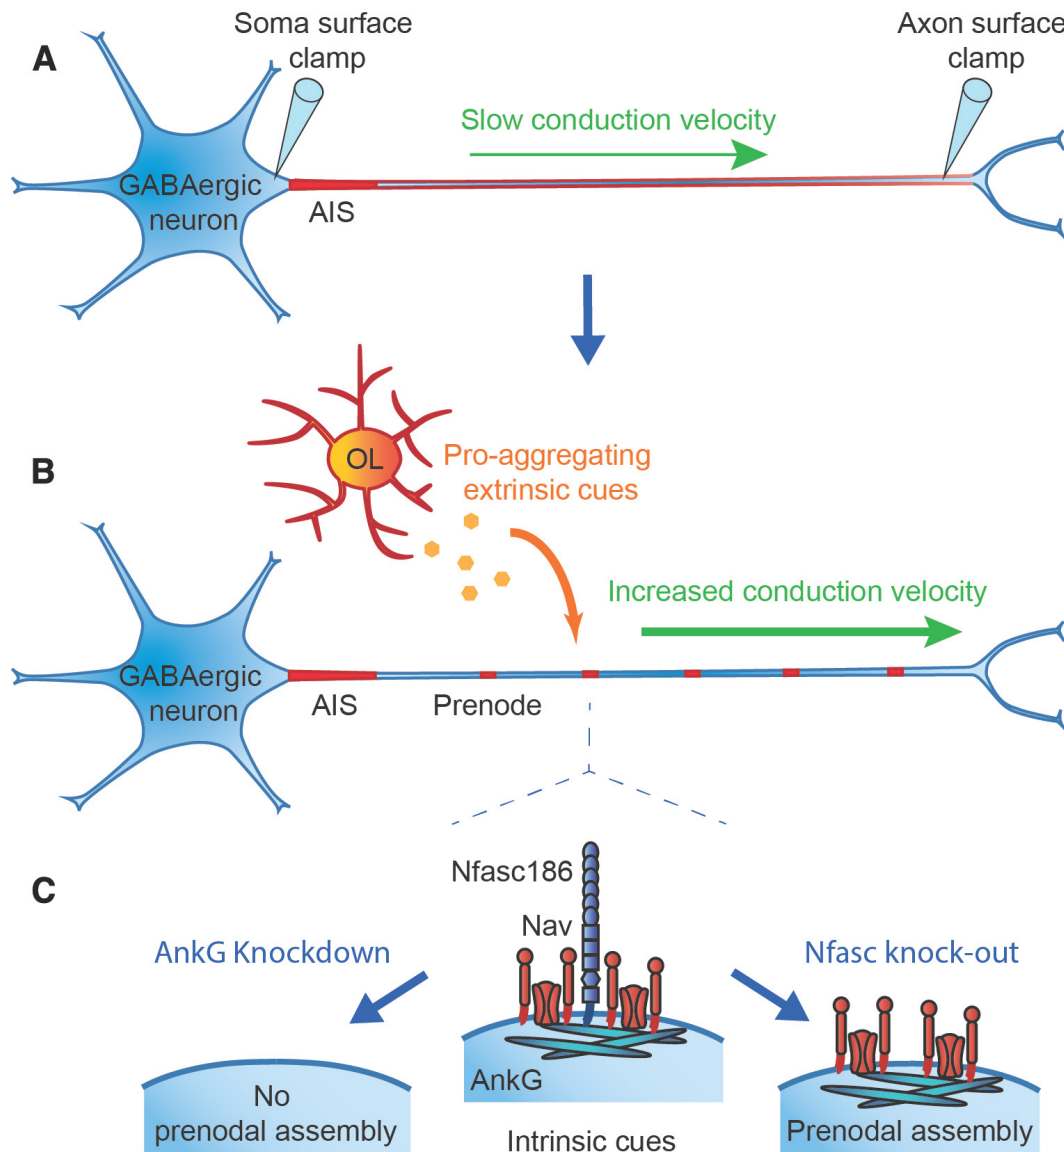 A
Soma surface
clamp
Axon surface
clamp
Slow conduction velocity
GABAergic
neuron
AIS
B
OL
Pro-aggregating
extrinsic cues
Increased conduction velocity
GABAergic
neuron
AIS
Prenode
C
Nfasc186
Nav
AnkG Knockdown
Nfasc knock-out
AnkG
No
prenodal assembly
Intrinsic cues
Prenodal assembly